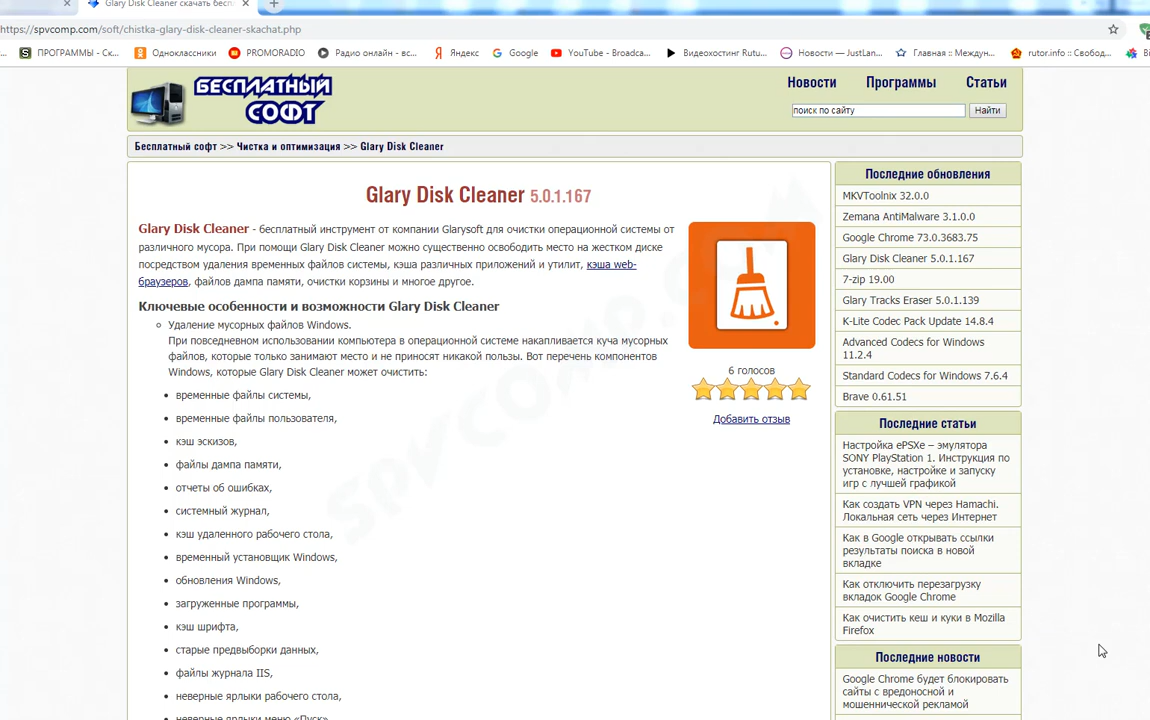 Glary Disk Cleaner скачать бесп
https://spvcomp.com/soft/chistka-glary-disk-cleaner-skachat.php
ПРОГРАММЫ - Ск... Одноклассники PROMORADIO Радио онлайн - вс... Яндекс Google YouTube - Broadca... Видеохостинг Rutu... Новости — JustLan... Главная :: Междун... rutor.info :: Свобод...
БЕСПЛАТНЫЙ
СОФТ
Новости Программы Статьи
поиск по сайту Найти
Бесплатный софт >> Чистка и оптимизация >> Glary Disk Cleaner
Glary Disk Cleaner 5.0.1.167
Glary Disk Cleaner - бесплатный инструмент от компании Glarysoft для очистки операционной системы от
различного мусора. При помощи Glary Disk Cleaner можно существенно освободить место на жестком диске
посредством удаления временных файлов системы, кэша различных приложений и утилит, кэша web-
браузеров, файлов дампа памяти, очистки корзины и многое другое.
Ключевые особенности и возможности Glary Disk Cleaner
Удаление мусорных файлов Windows.
При повседневном использовании компьютера в операционной системе накапливается куча мусорных
файлов, которые только занимают место и не приносят никакой пользы. Вот перечень компонентов
Windows, которые Glary Disk Cleaner может очистить:
временные файлы системы,
временные файлы пользователя,
кэш эскизов,
файлы дампа памяти,
отчеты об ошибках,
системный журнал,
кэш удаленного рабочего стола,
временный установщик Windows,
обновления Windows,
загруженные программы,
кэш шрифта,
старые предвыборки данных,
файлы журнала IIS,
неверные ярлыки рабочего стола,
неверные ярлыки меню «Пуск»
6 голосов
Добавить отзыв
SPVCOMP.COM
Последние обновления
MKVToolnix 32.0.0
Zemana AntiMalware 3.1.0.0
Google Chrome 73.0.3683.75
Glary Disk Cleaner 5.0.1.167
7-zip 19.00
Glary Tracks Eraser 5.0.1.139
K-Lite Codec Pack Update 14.8.4
Advanced Codecs for Windows
11.2.4
Standard Codecs for Windows 7.6.4
Brave 0.61.51
Последние статьи
Настройка ePSXe – эмулятора
SONY PlayStation 1. Инструкция по
установке, настройке и запуску
игр с лучшей графикой
Как создать VPN через Hamachi.
Локальная сеть через Интернет
Как в Google открывать ссылки
результаты поиска в новой
вкладке
Как отключить перезагрузку
вкладок Google Chrome
Как очистить кеш и куки в Mozilla
Firefox
Последние новости
Google Chrome будет блокировать
сайты с вредоносной и
мошеннической рекламой